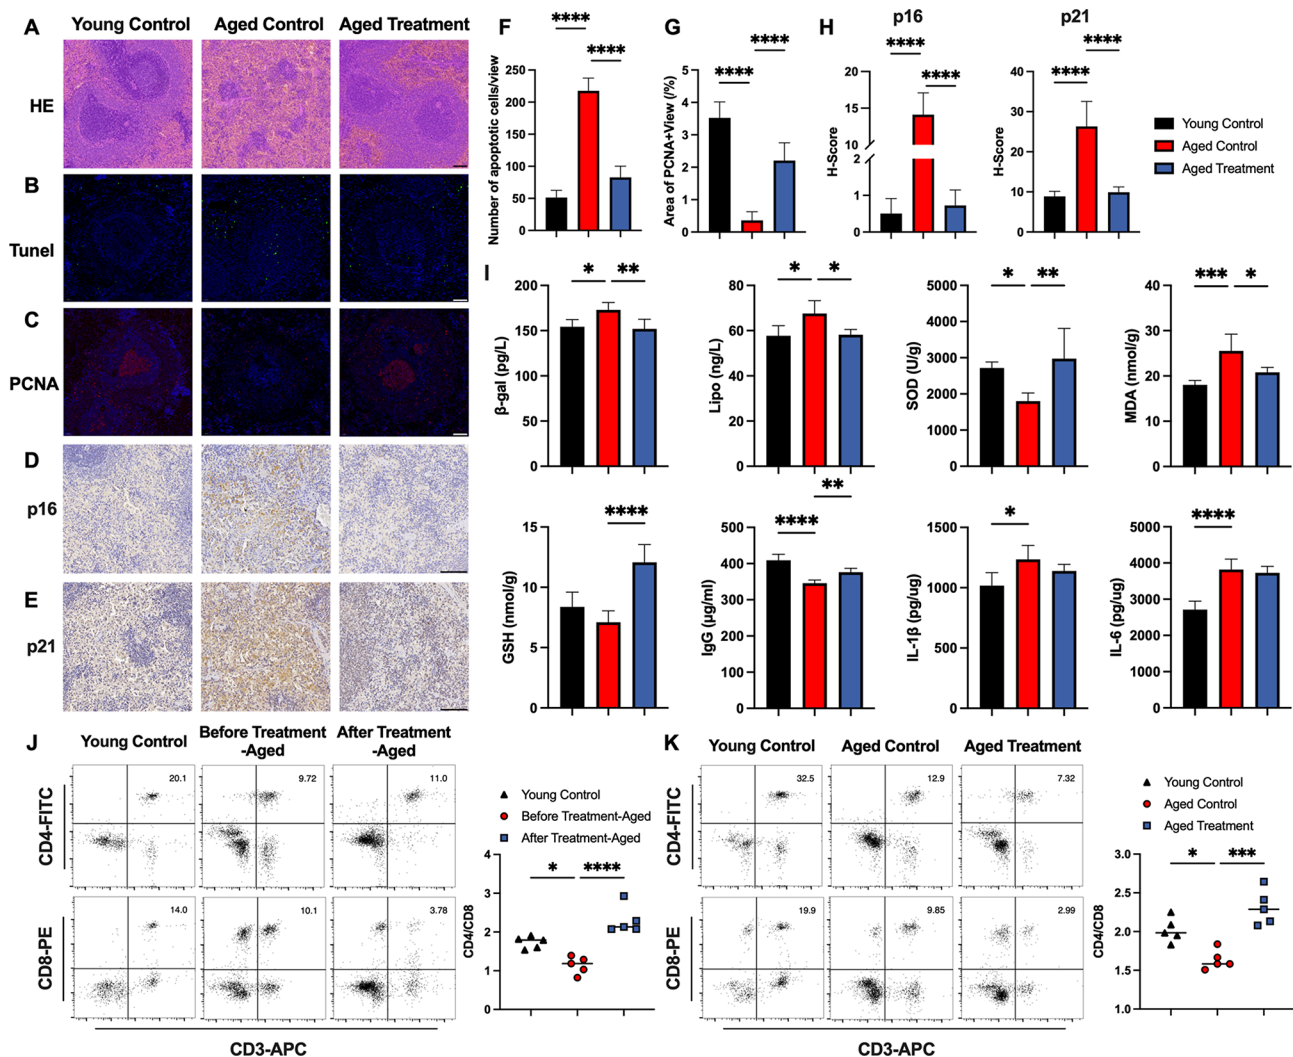 A Young Control Aged Control Aged Treatment
HE
B
Tunel
C
PCNA
D
p16
E
p21
F
****
****
Number of apoptotic cells/view
250
200
150
100
50
0
G
****
****
Area of PCNA+View (/%)
5
4
3
2
1
0
H
p16
****
****
H-Score
20
15
10
2
1
0
p21
****
****
H-Score
40
30
20
10
0
Young Control
Aged Control
Aged Treatment
I
* **
β-gal (pg/L)
200
150
100
50
0
* *
Lipo (ng/L)
80
60
40
20
0
* **
SOD (U/g)
5000
4000
3000
2000
1000
0
*** *
MDA (nmol/g)
40
30
20
10
0
****
GSH (nmol/g)
15
10
5
0
**
****
IgG (μg/ml)
500
400
300
200
100
0
*
IL-1β (pg/ug)
1500
1000
500
0
****
IL-6 (pg/ug)
5000
4000
3000
2000
1000
0
J
Young Control
Before Treatment
-Aged
After Treatment
-Aged
CD4-FITC
20.1 9.72 11.0
CD8-PE
14.0 10.1 3.78
CD3-APC
Young Control
Before Treatment-Aged
After Treatment-Aged
* ****
CD4/CD8
4
3
2
1
0
K
Young Control Aged Control Aged Treatment
CD4-FITC
32.5 12.9 7.32
CD8-PE
19.9 9.85 2.99
CD3-APC
Young Control
Aged Control
Aged Treatment
* ***
CD4/CD8
3.0
2.5
2.0
1.5
1.0